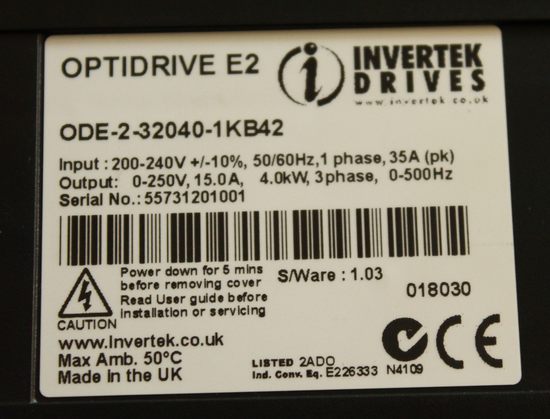 OPTIDRIVE E2
INVERTEK
DRIVES
www.invertek.co.uk
ODE-2-32040-1KB42
Input : 200-240V +/-10%, 50/60Hz,1 phase, 35A (pk)
Output: 0-250V, 15.0A, 4.0kW, 3phase, 0-500Hz
Serial No.: 55731201001
Power down for 5 mins
before removing cover
Read User guide before
installation or servicing
CAUTION
S/Ware : 1.03
018030
www.Invertek.co.uk
Max Amb. 50°C
Made in the UK
LISTED 2ADO
Ind. Conv. Eq. E226333
N4109
CE